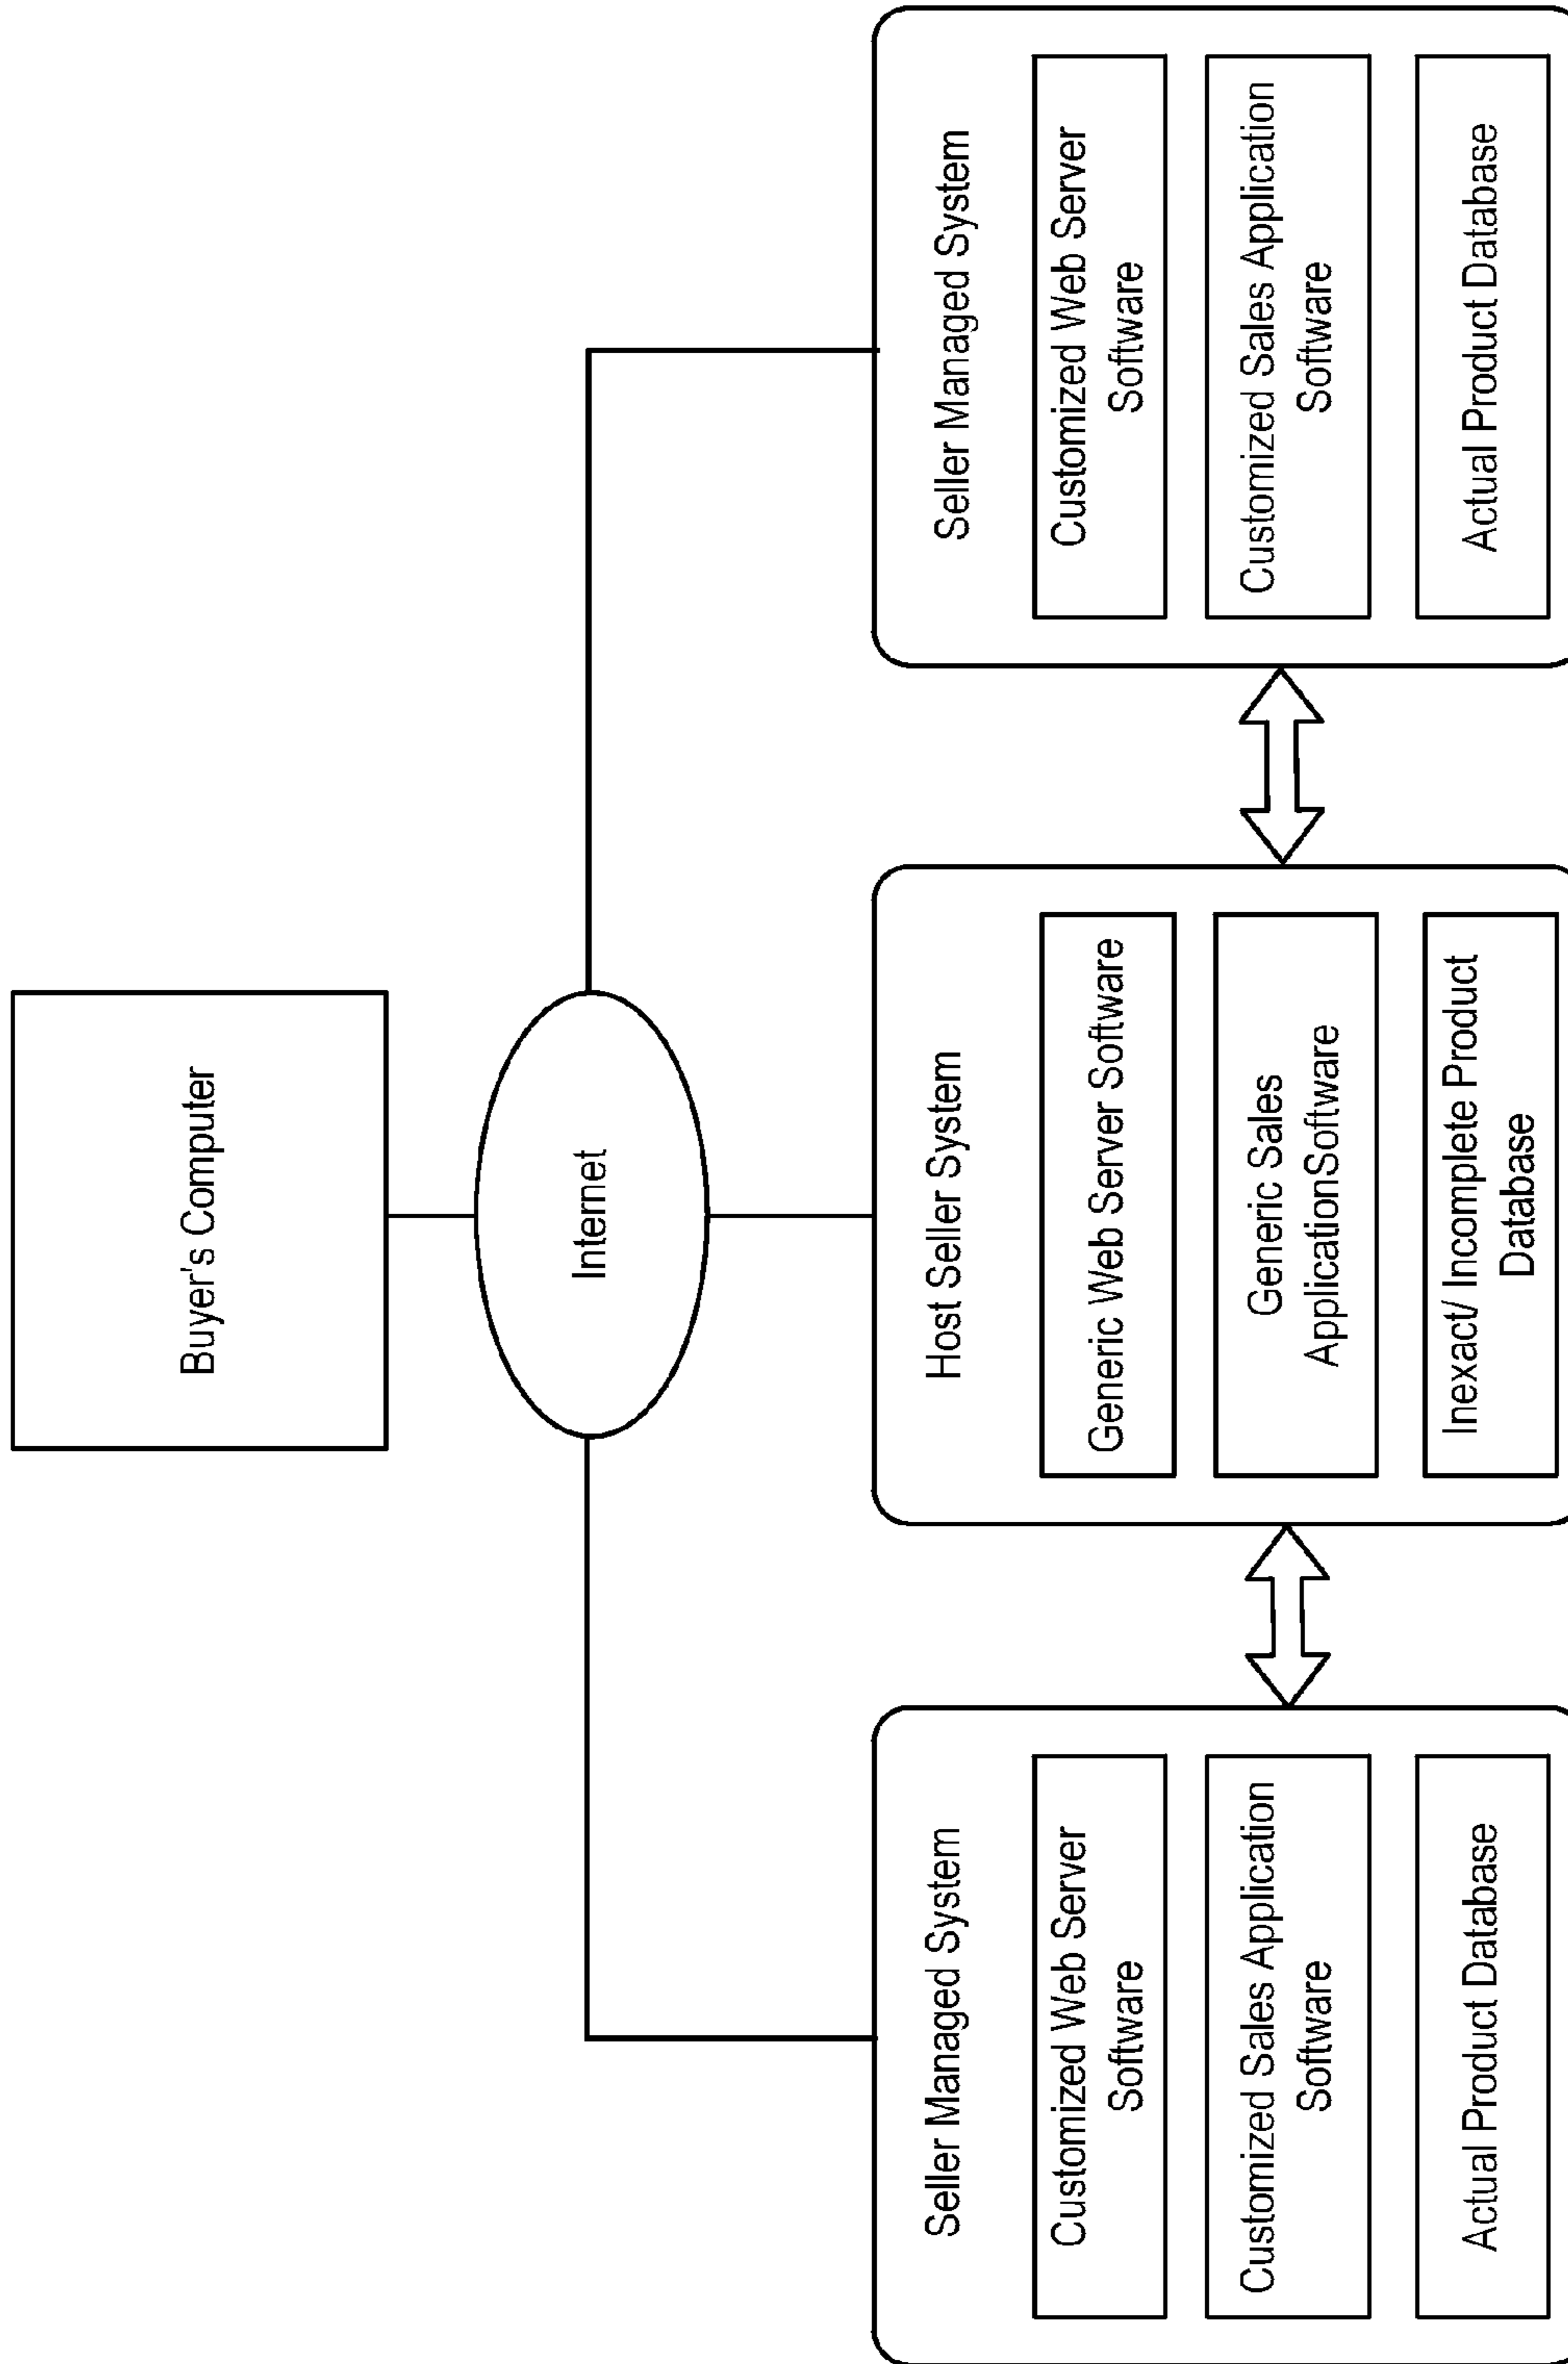 Buyer's Computer
Internet
Seller Managed System
Customized Web Server
Software
Customized Sales Application
Software
Actual Product Database
Host Seller System
Generic Web Server Software
Generic Sales
ApplicationSoftware
Inexact/ Incomplete Product
Database
Seller Managed System
Customized Web Server
Software
Customized Sales Application
Software
Actual Product Database